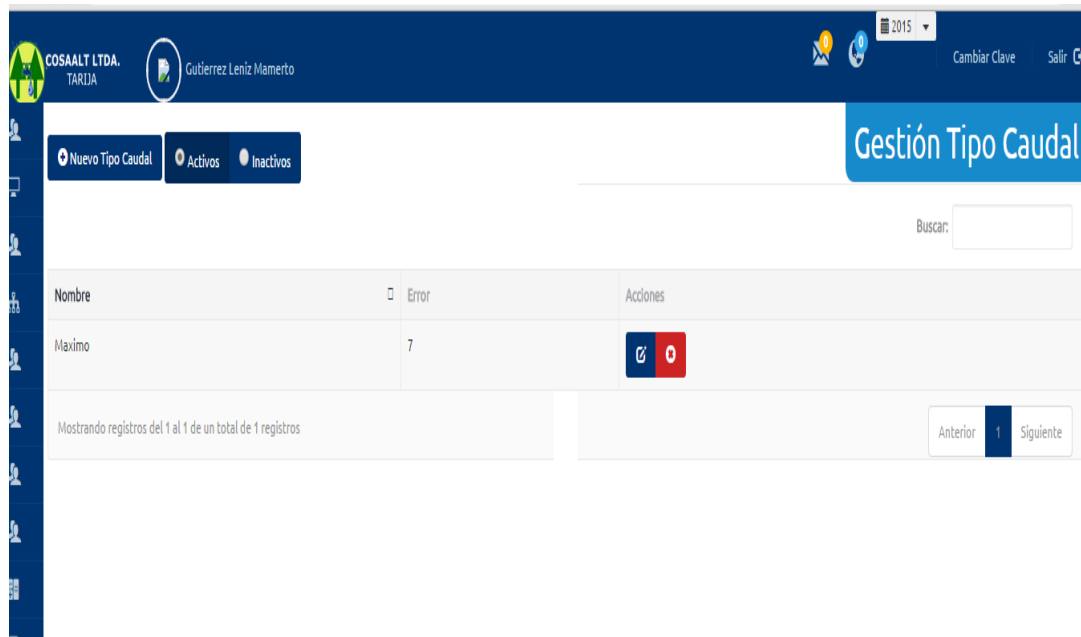 0 0 2015
COSAALT LTDA.
TARIJA
Gutierrez Leniz Mamerto
Cambiar Clave Salir
Nuevo Tipo Caudal Activos Inactivos
Gestión Tipo Caudal
Buscar:
Nombre Error Acciones
Maximo 7
Mostrando registros del 1 al 1 de un total de 1 registros
Anterior 1 Siguiente